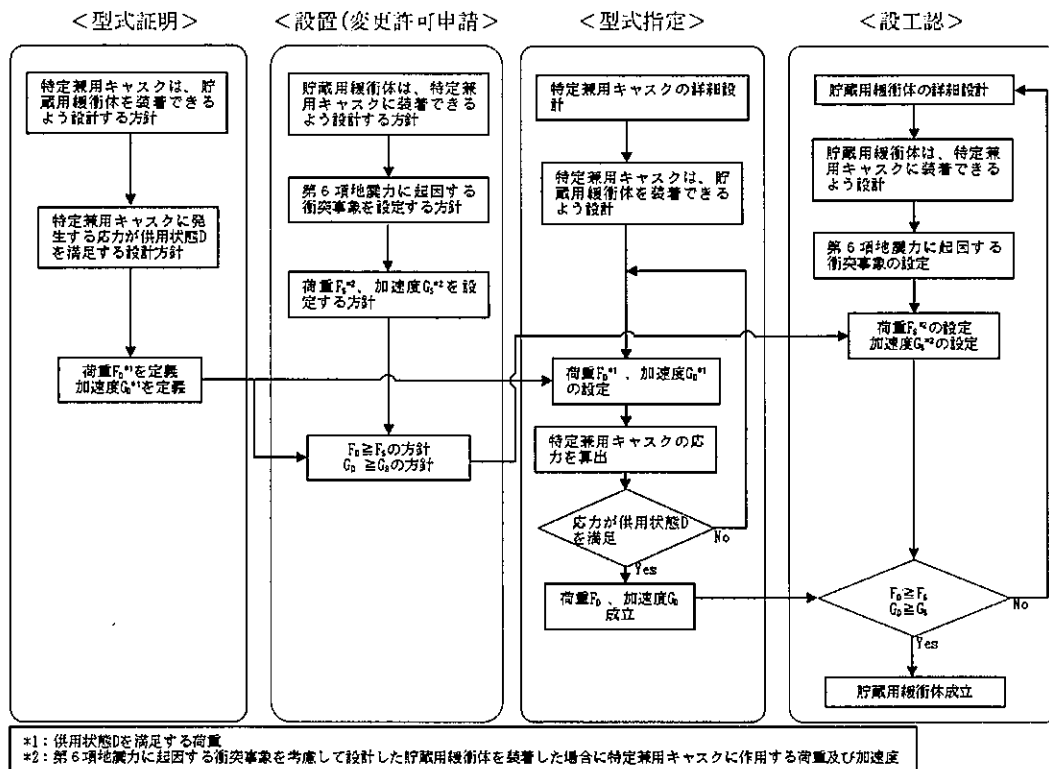 <型式証明>
特定兼用キャスクは、貯
蔵用緩衝体を装着できる
よう設計する方針
特定兼用キャスクに発
生する応力が供用状態D
を満足する設計方針
荷重F_D*1を定義
加速度G_D*1を定義
<設置(変更許可申請>
貯蔵用緩衝体は、特定兼
用キャスクに装着できる
よう設計する方針
第6項地震力に起因する
衝突事象を設定する方針
荷重F_S*2、加速度G_S*2を設
定する方針
F_D≧F_Sの方針
G_D≧G_Sの方針
<型式指定>
特定兼用キャスクの詳細設
計
特定兼用キャスクは、貯
蔵用緩衝体を装着できる
よう設計
荷重F_D*1、加速度G_D*1
の設定
特定兼用キャスクの応
力を算出
応力が供用状態D
を満足
No
Yes
荷重F_D、加速度G_D
成立
<設工認>
貯蔵用緩衝体の詳細設計
貯蔵用緩衝体は、特定兼
用キャスクに装着できる
よう設計
第6項地震力に起因する
衝突事象の設定
荷重F_S*2の設定
加速度G_S*2の設定
F_D≧F_S
G_D≧G_S
No
Yes
貯蔵用緩衝体成立
*1：供用状態Dを満足する荷重
*2：第6項地震力に起因する衝突事象を考慮して設計した貯蔵用緩衝体を装着した場合に特定兼用キャスクに作用する荷重及び加速度